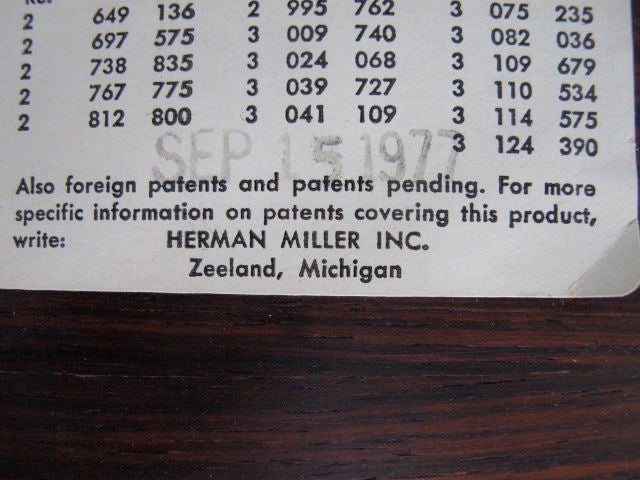 2 649 136 2 995 762 3 075 235
2 697 575 3 009 740 3 082 036
2 738 835 3 024 068 3 109 679
2 767 775 3 039 727 3 110 534
2 812 800 3 041 109 3 114 575
3 124 390
SEP 15 1977
Also foreign patents and patents pending. For more
specific information on patents covering this product,
write: HERMAN MILLER INC.
Zeeland, Michigan